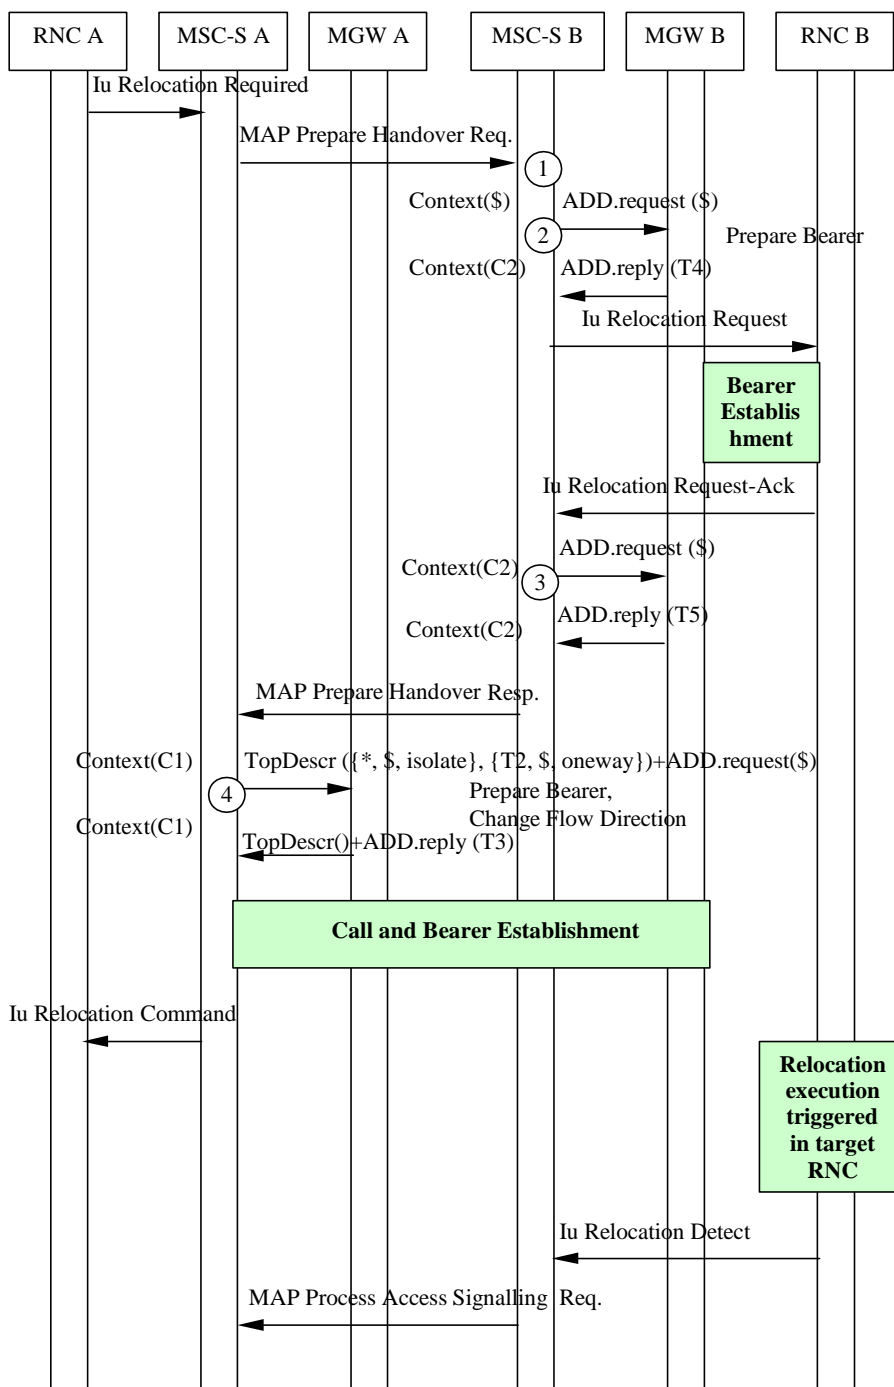 RNC A
MSC-S A
MGW A
MSC-S B
MGW B
RNC B
Iu Relocation Required
MAP Prepare Handover Req.
1
Context($)
ADD.request ($)
2
Prepare Bearer
Context(C2)
ADD.reply (T4)
Iu Relocation Request
Bearer
Establis
hment
Iu Relocation Request-Ack
ADD.request ($)
Context(C2)
3
ADD.reply (T5)
Context(C2)
MAP Prepare Handover Resp.
Context(C1)
TopDescr ({*, $, isolate}, {T2, $, oneway})+ADD.request($)
4
Prepare Bearer,
Change Flow Direction
Context(C1)
TopDescr()+ADD.reply (T3)
Call and Bearer Establishment
Iu Relocation Command
Relocation
execution
triggered
in target
RNC
Iu Relocation Detect
MAP Process Access Signalling Req.